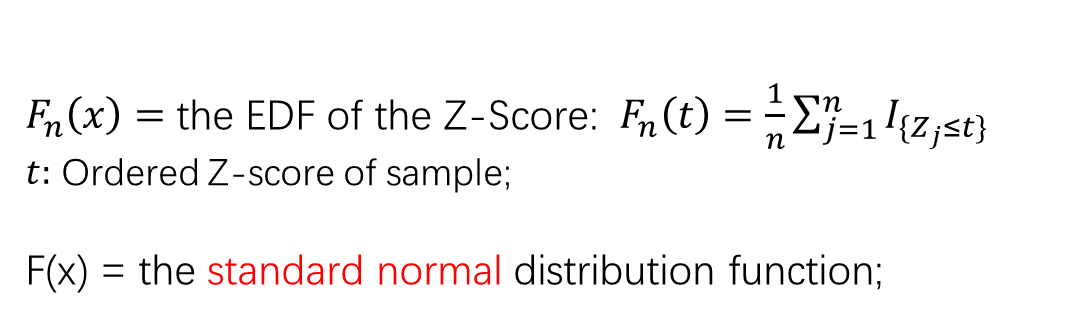 Fₙ(x) = the EDF of the Z-Score: Fₙ(t) = 1/n ∑ⁿⱼ₌₁ I_{Zⱼ≤t}
t: Ordered Z-score of sample;
F(x) = the standard normal distribution function;